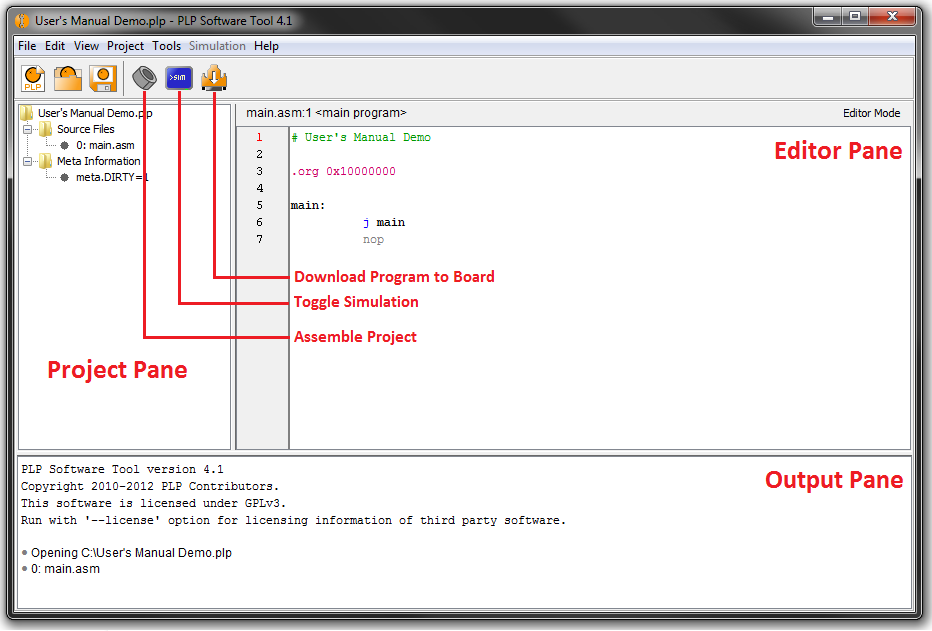 User's Manual Demo.plp - PLP Software Tool 4.1
File Edit View Project Tools Simulation Help
PLP
>sim
User's Manual Demo.plp
Source Files
0: main.asm
Meta Information
meta.DIRTY=1
Project Pane
main.asm:1 <main program>
Editor Mode
Editor Pane
1 # User's Manual Demo
2
3 .org 0x10000000
4
5 main:
6 j main
7 nop
Download Program to Board
Toggle Simulation
Assemble Project
Output Pane
PLP Software Tool version 4.1
Copyright 2010-2012 PLP Contributors.
This software is licensed under GPLv3.
Run with '--license' option for licensing information of third party software.
Opening C:\User's Manual Demo.plp
0: main.asm